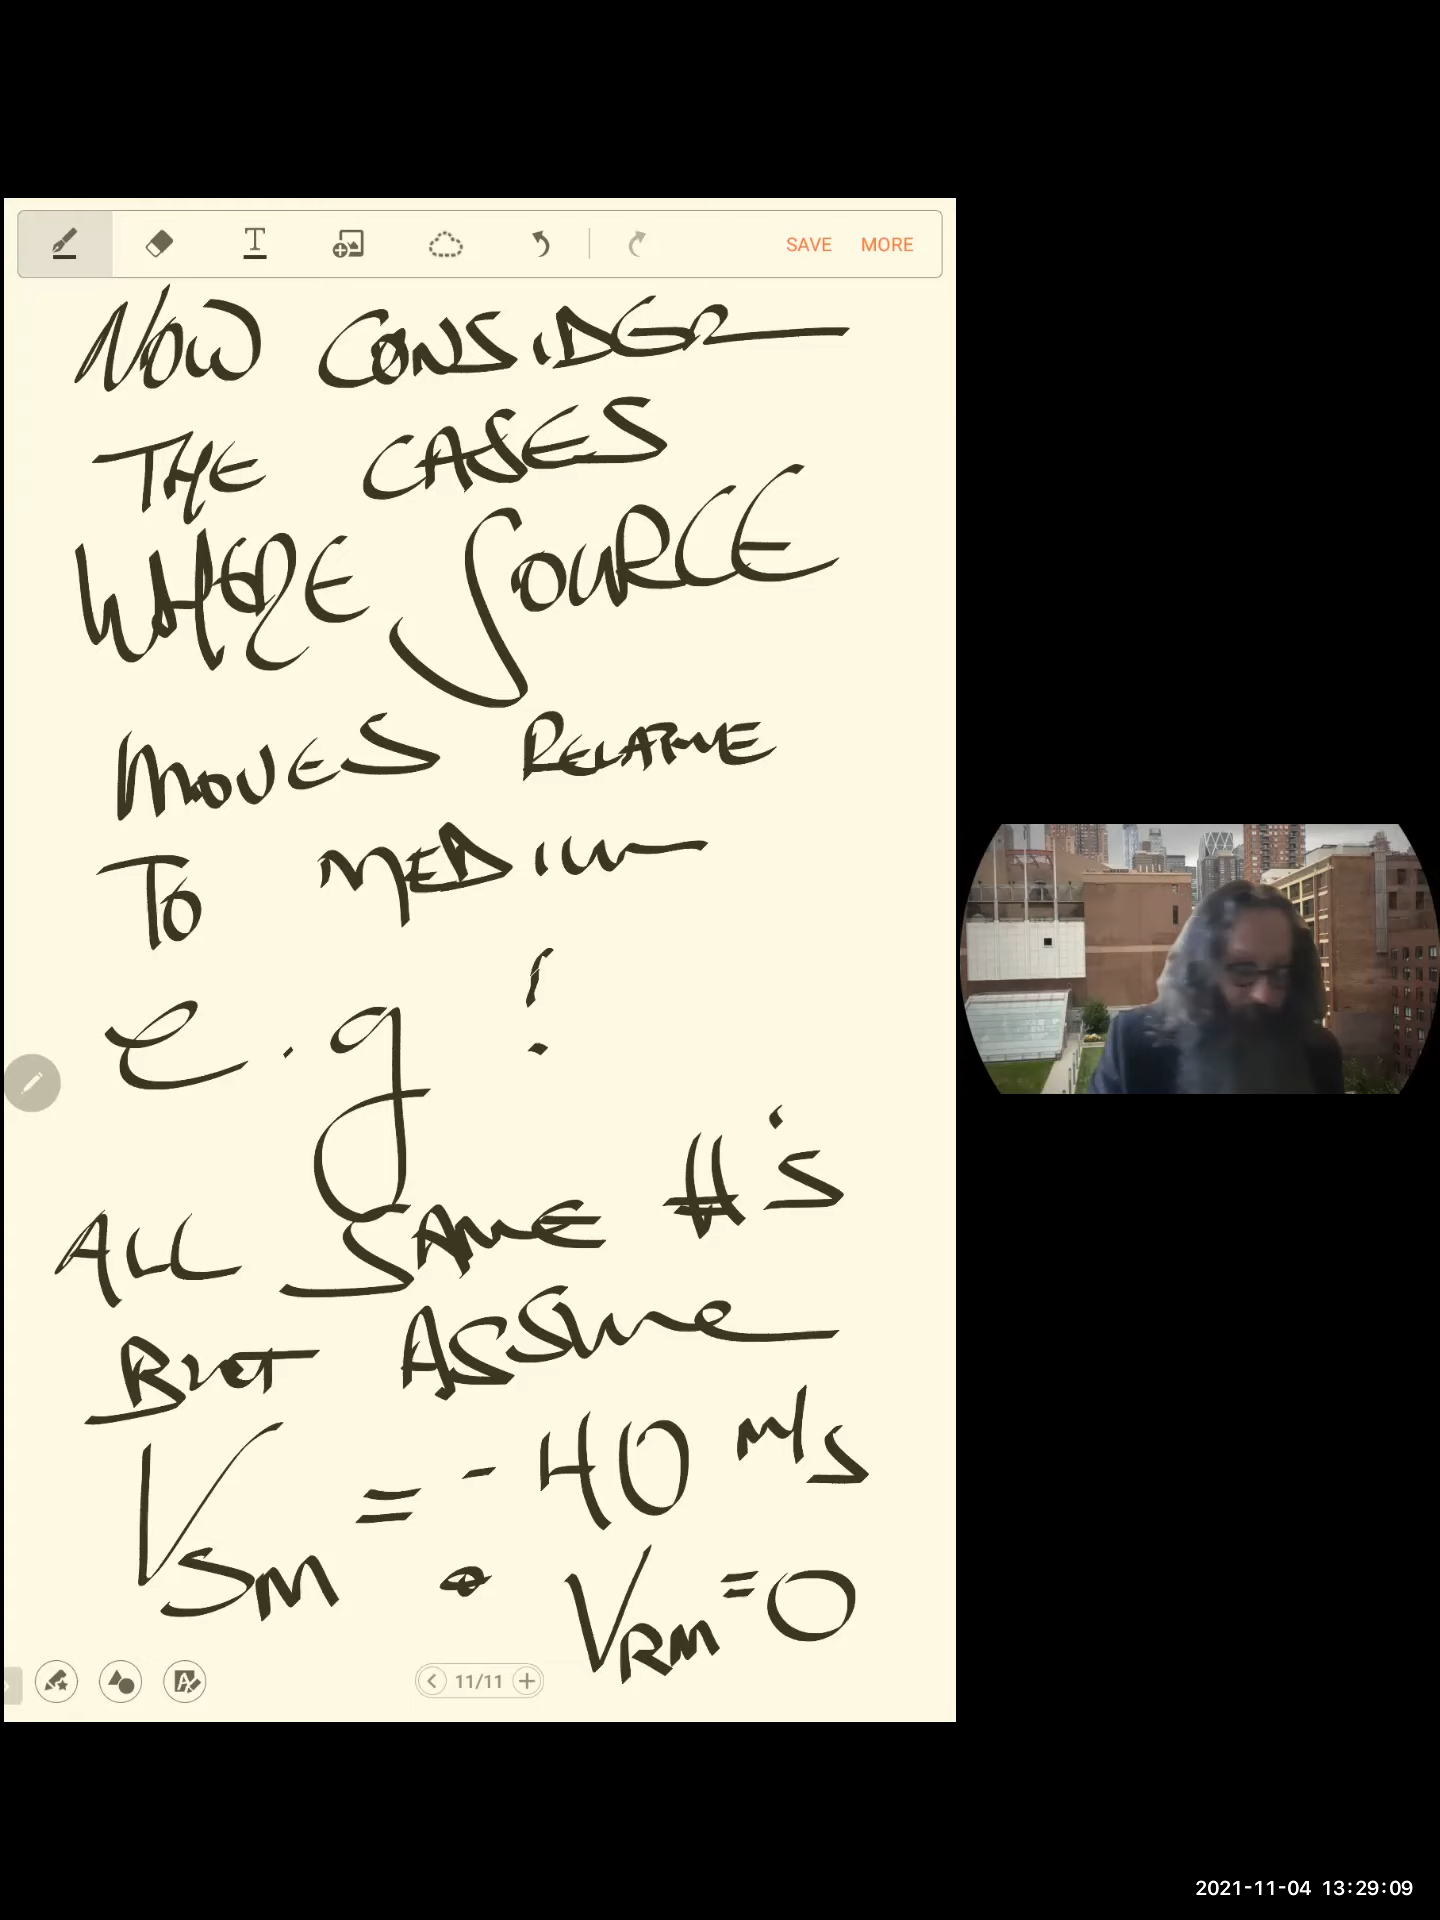 T
SAVE MORE
NOW CONSIDER
THE CASES
WHERE SOURCE
MOVES RELATIVE
TO MEDIUM
e.g!
ALL SAME #'S
BUT ASSUME
VSM = - 40 m/s
VRM = 0
11/11
A
2021-11-04 13:29:09